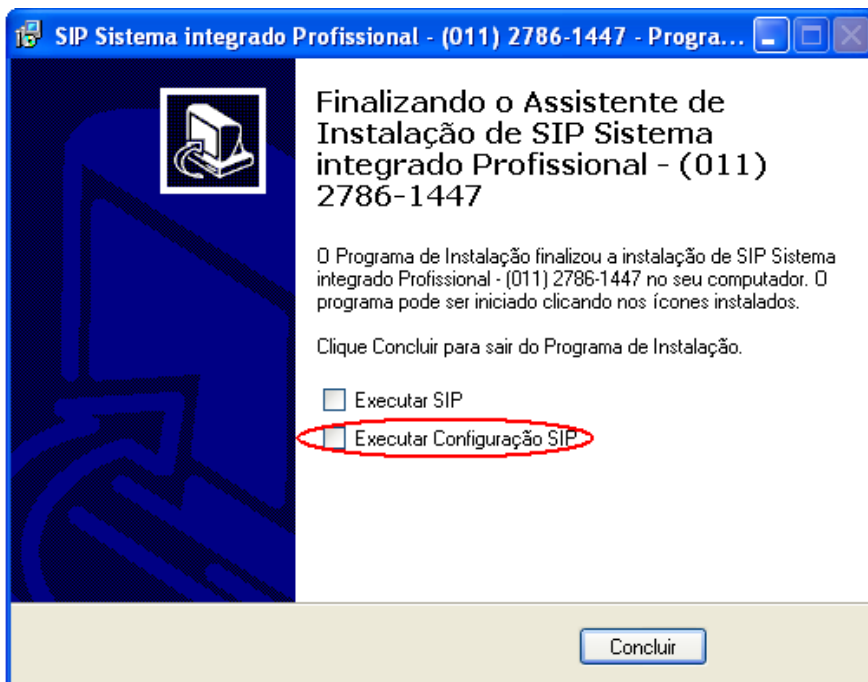 SIP Sistema integrado Profissional - (011) 2786-1447 - Progra...
Finalizando o Assistente de
Instalação de SIP Sistema
integrado Profissional - (011)
2786-1447
O Programa de Instalação finalizou a instalação de SIP Sistema
integrado Profissional - (011) 2786-1447 no seu computador. O
programa pode ser iniciado clicando nos ícones instalados.
Clique Concluir para sair do Programa de Instalação.
Executar SIP
Executar Configuração SIP
Concluir